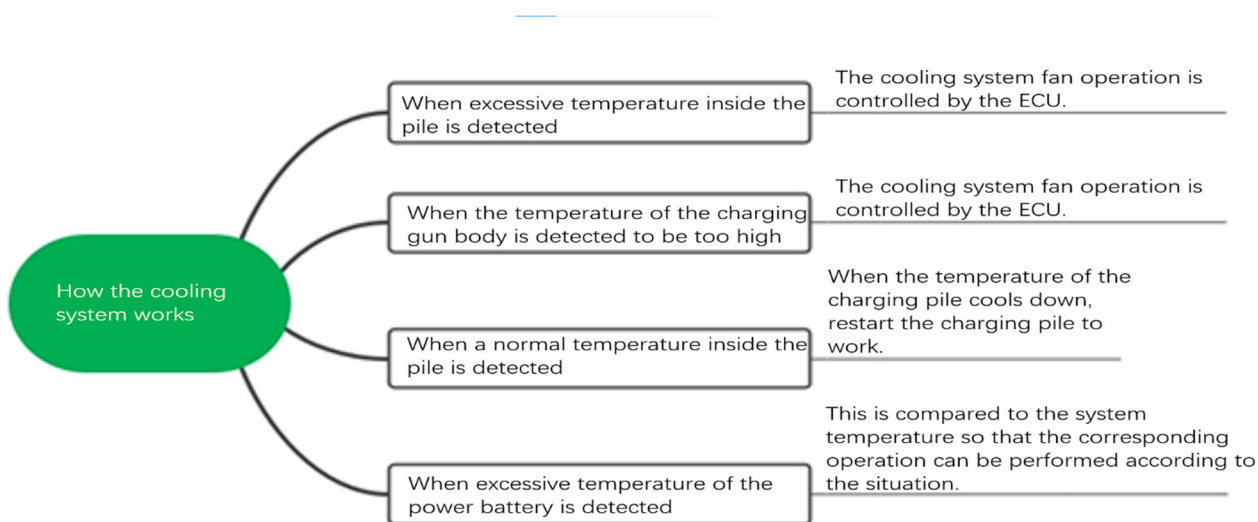 How the cooling
system works
When excessive temperature inside the
pile is detected
The cooling system fan operation is
controlled by the ECU.
When the temperature of the charging
gun body is detected to be too high
The cooling system fan operation is
controlled by the ECU.
When a normal temperature inside the
pile is detected
When the temperature of the
charging pile cools down,
restart the charging pile to
work.
When excessive temperature of the
power battery is detected
This is compared to the system
temperature so that the corresponding
operation can be performed according to
the situation.